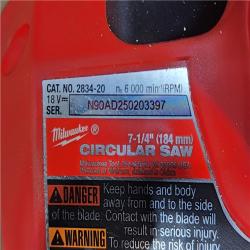 CAT. NO. 2834-20 n₀ 6 000 min⁻¹(RPM)
18 V⎓
SER. N90AD250203397
Milwaukee
7-1/4" (184 mm)
CIRCULAR SAW
DANGER
Keep hands and body
away from and to the side
of the blade. Contact with
blade will result in
serious injury.
WARNING
To reduce the risk of injury,